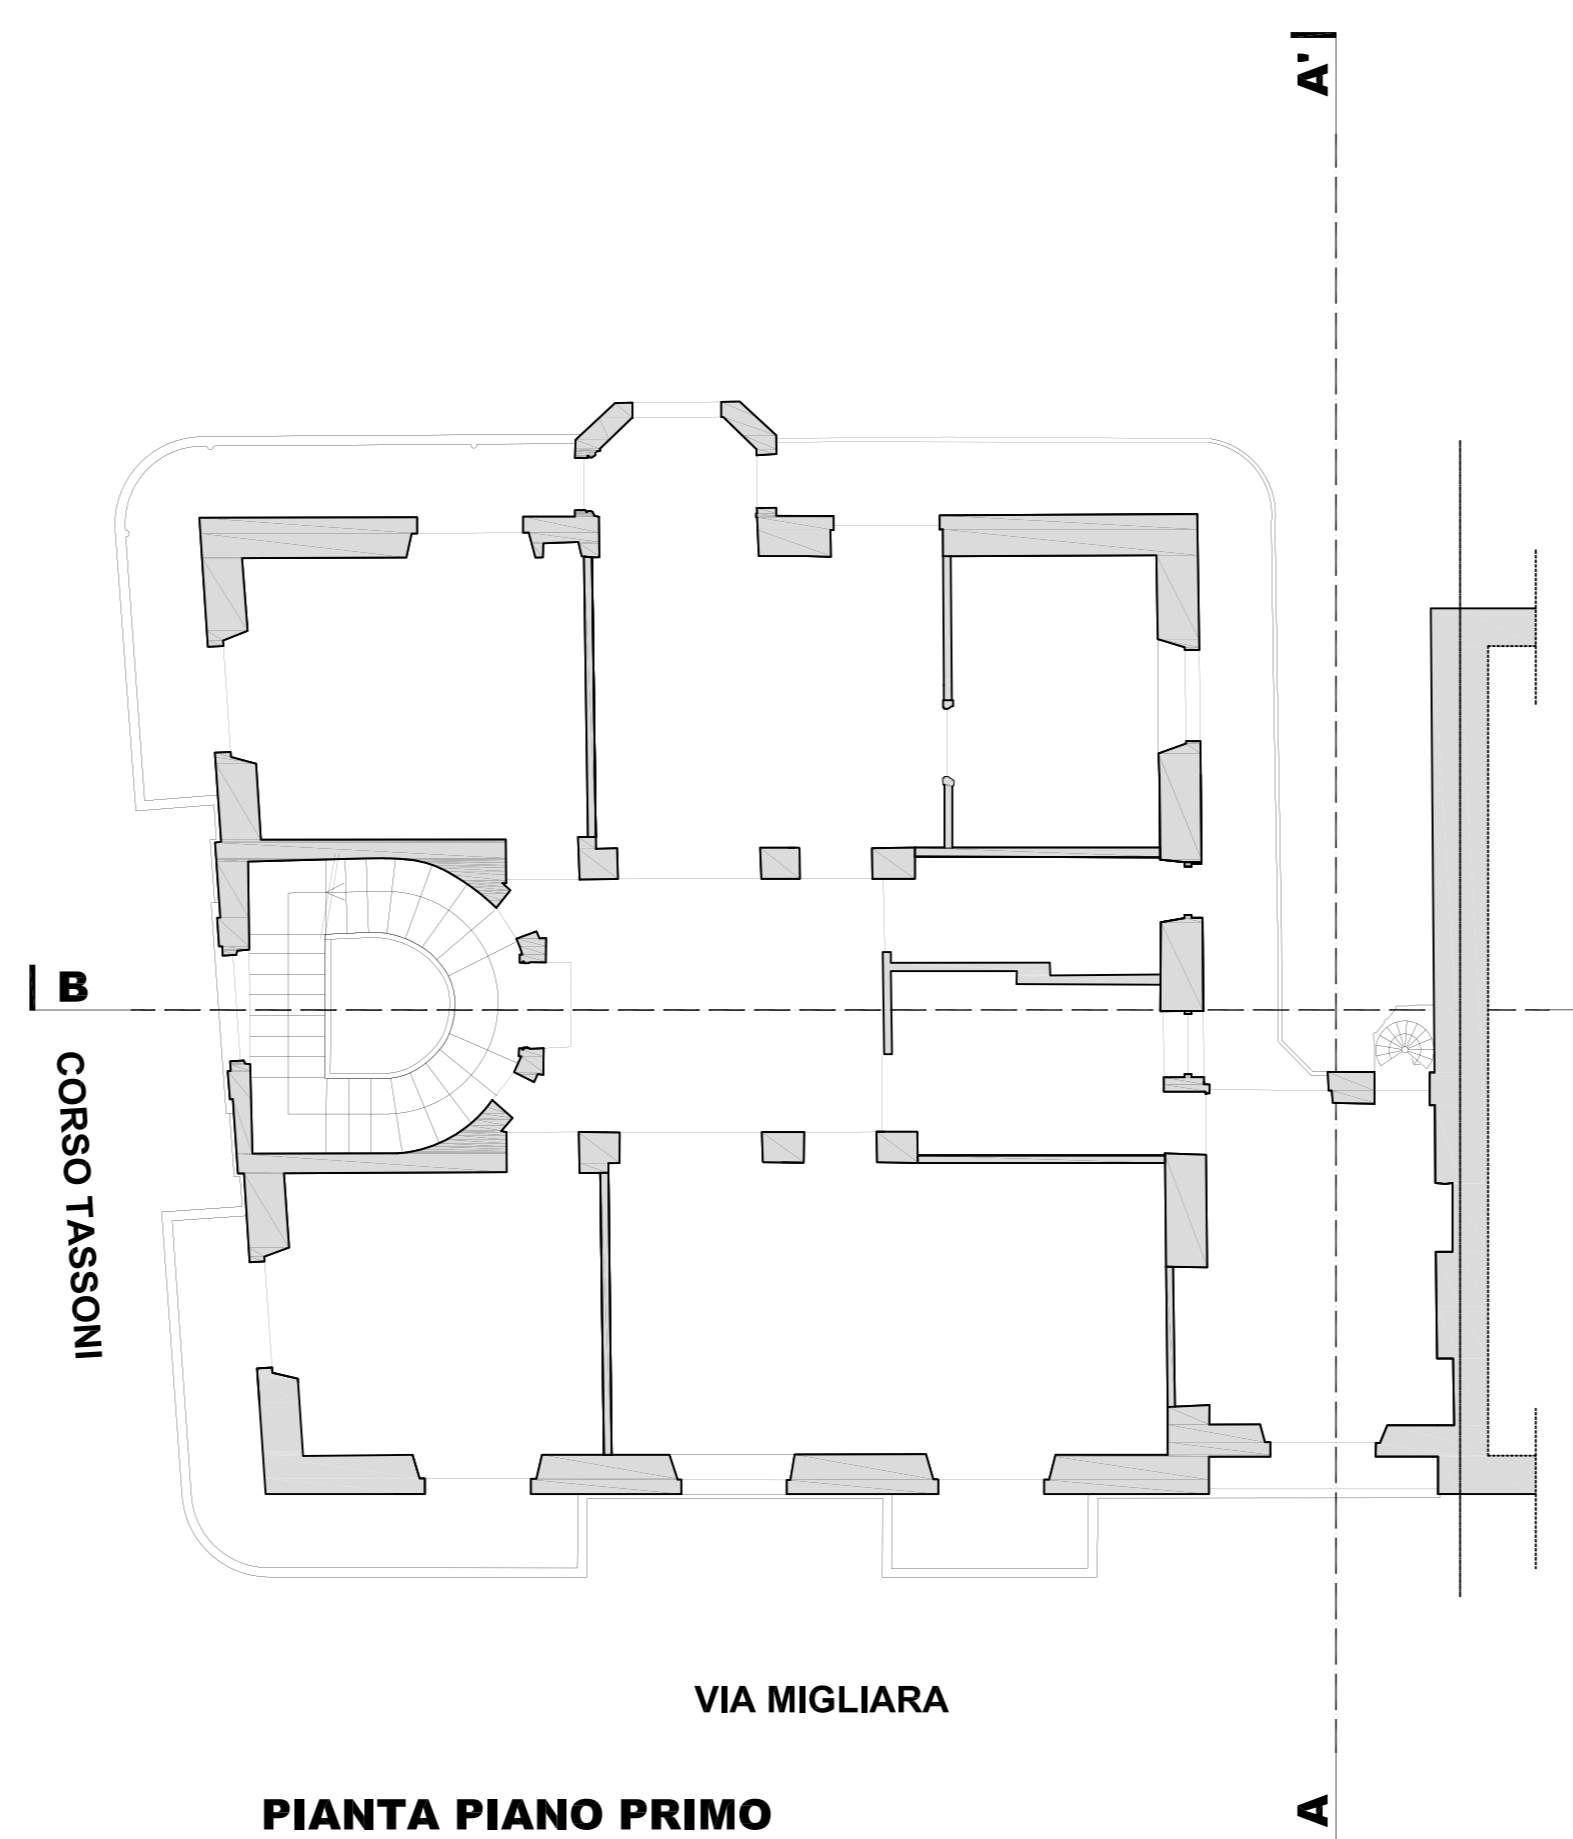 A'
B
CORSO TASSONI
VIA MIGLIARA
PIANTA PIANO PRIMO
A